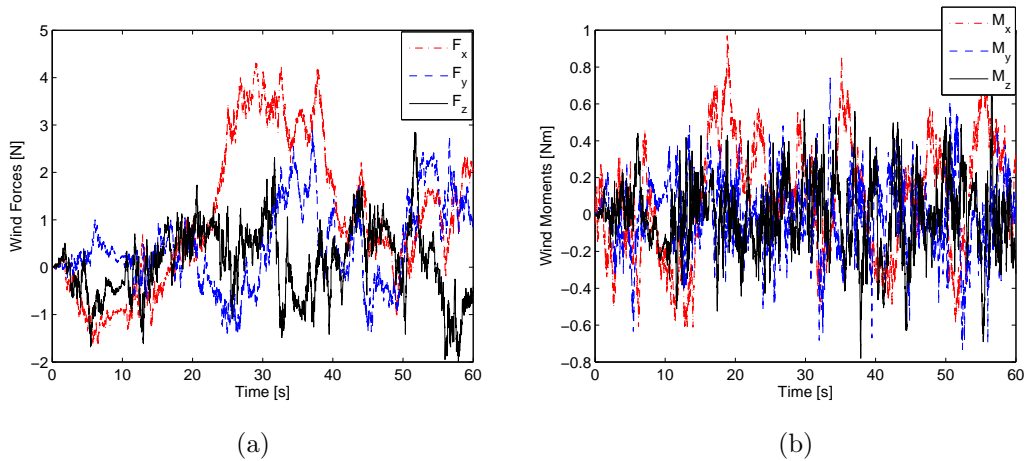 5
4
3
2
1
0
−1
−2
Wind Forces [N]
0 10 20 30 40 50 60
Time [s]
F_x
F_y
F_z
(a)
1
0.8
0.6
0.4
0.2
0
−0.2
−0.4
−0.6
−0.8
Wind Moments [Nm]
0 10 20 30 40 50 60
Time [s]
M_x
M_y
M_z
(b)